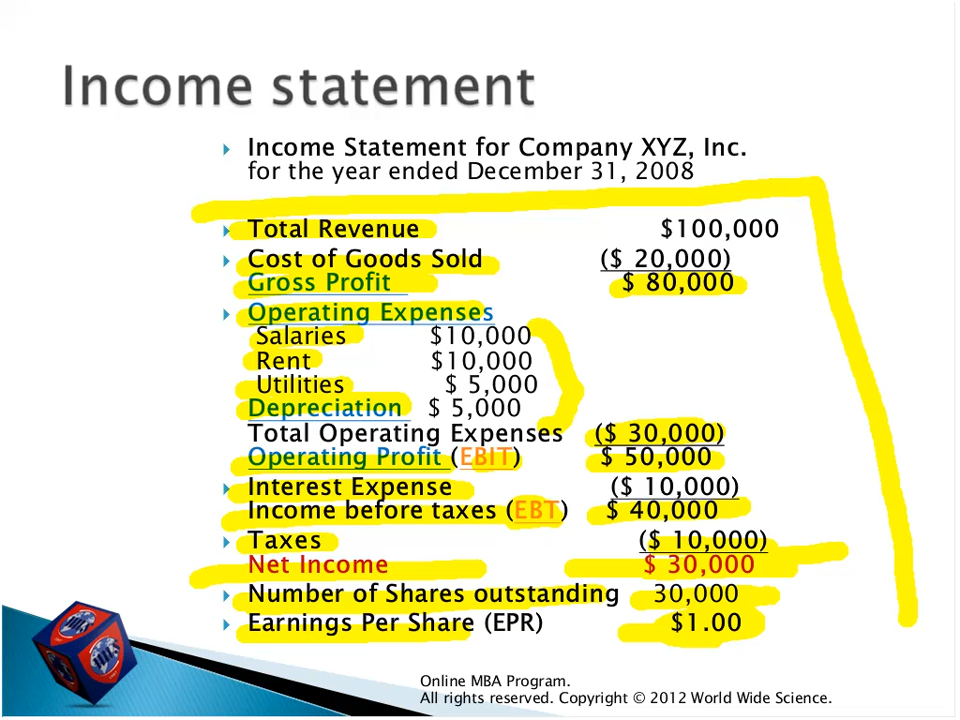 Income statement
Income Statement for Company XYZ, Inc.
for the year ended December 31, 2008
Total Revenue $100,000
Cost of Goods Sold ($ 20,000)
Gross Profit $ 80,000
Operating Expenses
Salaries $10,000
Rent $10,000
Utilities $ 5,000
Depreciation $ 5,000
Total Operating Expenses ($ 30,000)
Operating Profit (EBIT) $ 50,000
Interest Expense ($ 10,000)
Income before taxes (EBT) $ 40,000
Taxes ($ 10,000)
Net Income $ 30,000
Number of Shares outstanding 30,000
Earnings Per Share (EPR) $1.00
Online MBA Program.
All rights reserved. Copyright © 2012 World Wide Science.